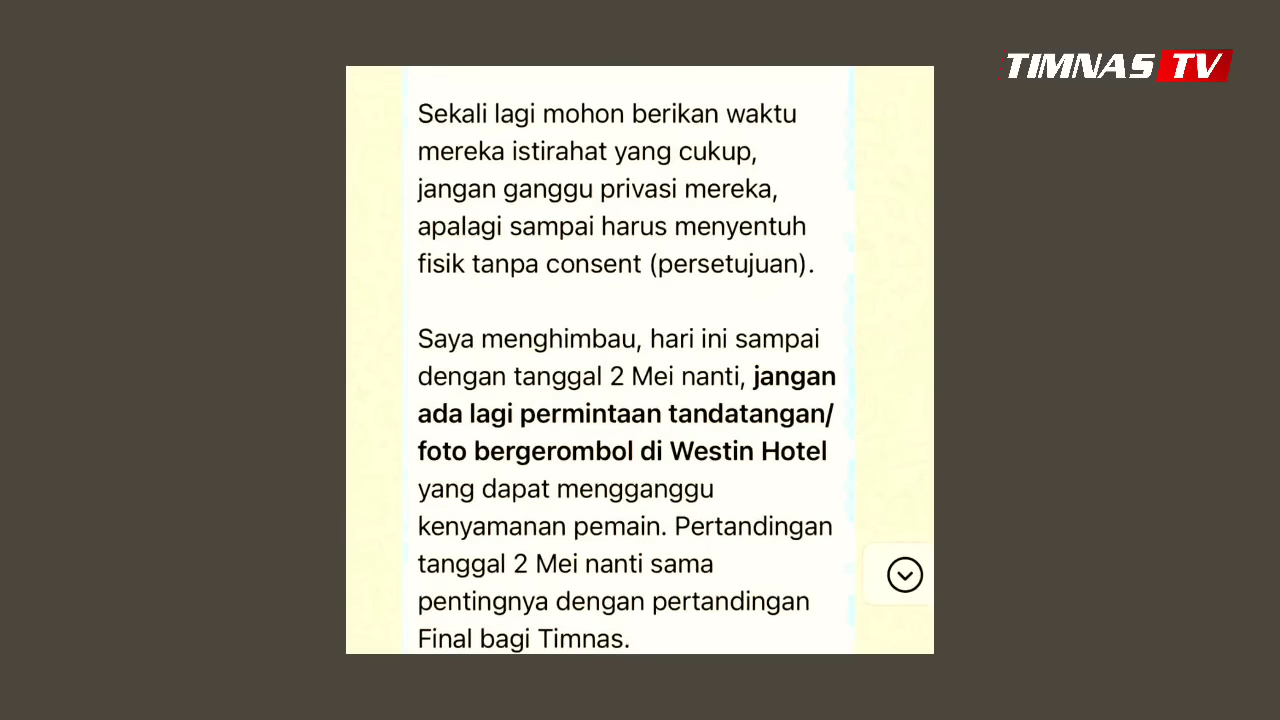 TIMNAS TV
Sekali lagi mohon berikan waktu
mereka istirahat yang cukup,
jangan ganggu privasi mereka,
apalagi sampai harus menyentuh
fisik tanpa consent (persetujuan).
Saya menghimbau, hari ini sampai
dengan tanggal 2 Mei nanti, jangan
ada lagi permintaan tandatangan/
foto bergerombol di Westin Hotel
yang dapat mengganggu
kenyamanan pemain. Pertandingan
tanggal 2 Mei nanti sama
pentingnya dengan pertandingan
Final bagi Timnas.